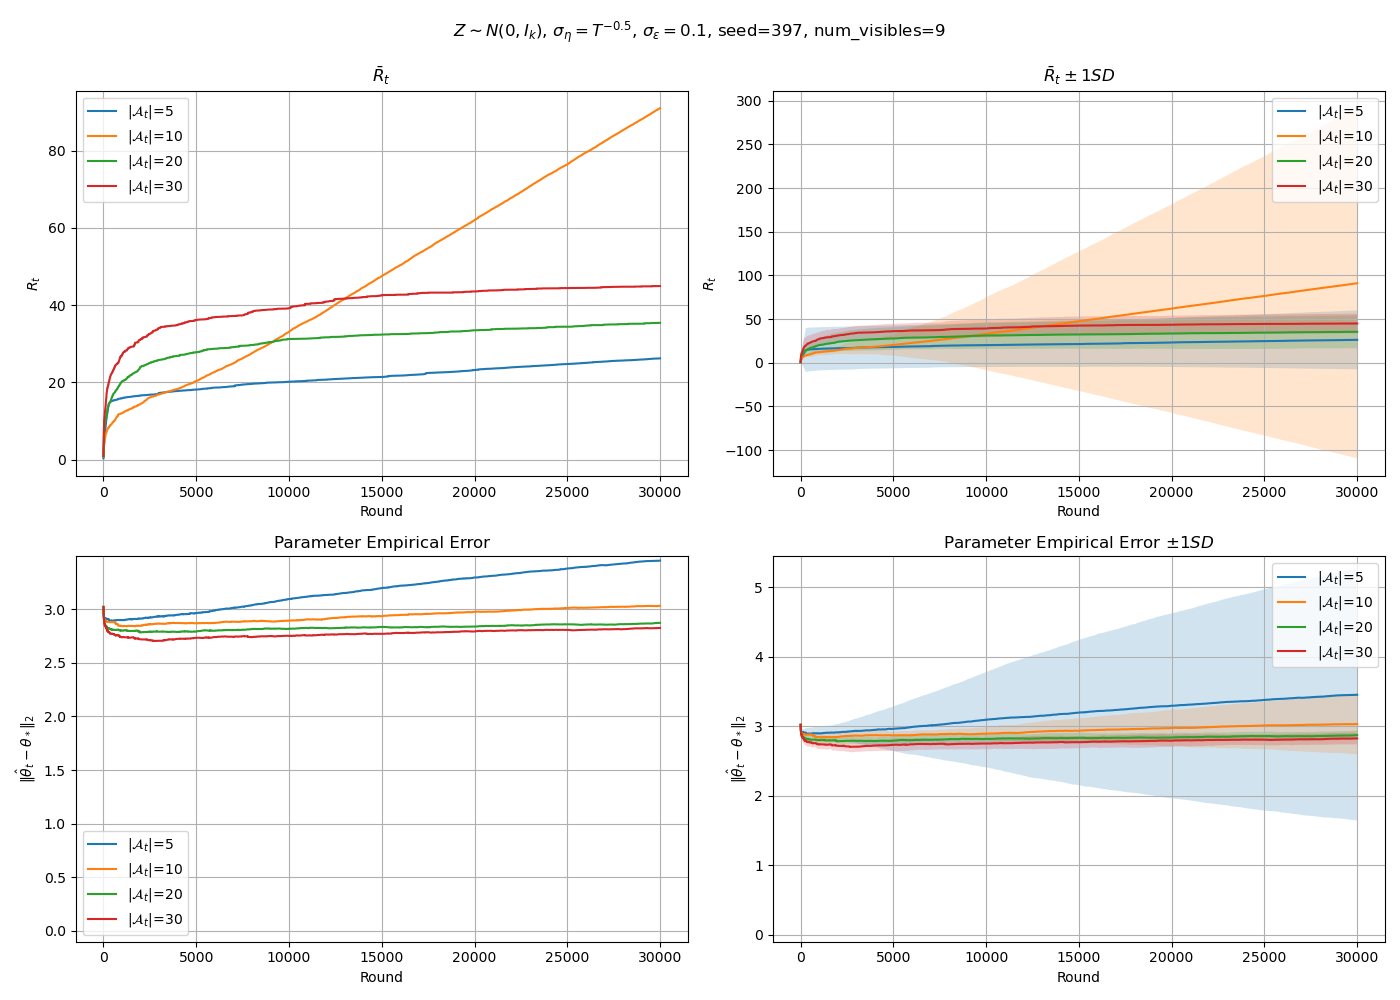 Z ~ N(0, I_k), σ_η = T^{-0.5}, σ_ε = 0.1, seed=397, num_visibles=9
R̄_t
80
60
40
20
0
R_t
|𝒜_t|=5
|𝒜_t|=10
|𝒜_t|=20
|𝒜_t|=30
0 5000 10000 15000 20000 25000 30000
Round
R̄_t ± 1SD
300
250
200
150
100
50
0
−50
−100
R_t
|𝒜_t|=5
|𝒜_t|=10
|𝒜_t|=20
|𝒜_t|=30
0 5000 10000 15000 20000 25000 30000
Round
Parameter Empirical Error
3.0
2.5
2.0
1.5
1.0
0.5
0.0
‖θ̂_t − θ_*‖_2
|𝒜_t|=5
|𝒜_t|=10
|𝒜_t|=20
|𝒜_t|=30
0 5000 10000 15000 20000 25000 30000
Round
Parameter Empirical Error ±1SD
5
4
3
2
1
0
‖θ̂_t − θ_*‖_2
|𝒜_t|=5
|𝒜_t|=10
|𝒜_t|=20
|𝒜_t|=30
0 5000 10000 15000 20000 25000 30000
Round